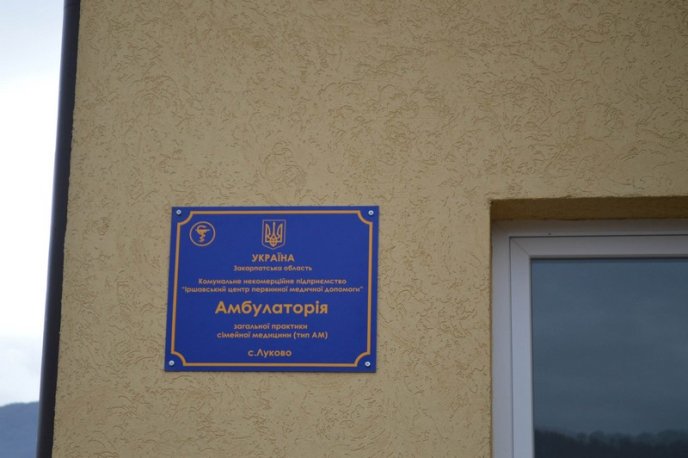 УКРАЇНА
Закарпатська область
Комунальне некомерційне підприємство
"Іршавський центр первинної медичної допомоги"
Амбулаторія
загальної практики
сімейної медицини (тип АМ)
с.Луково